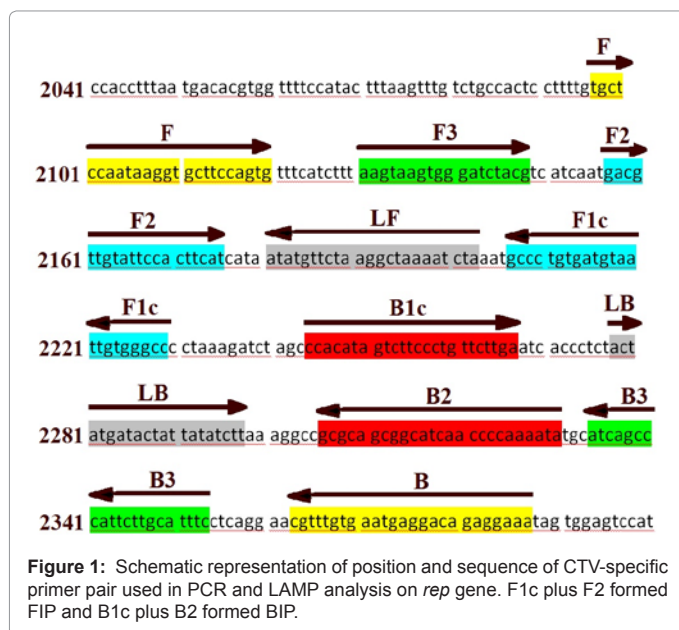 F
2041 ccacctttaa tgacacgtgg ttttccatac tttaagtttg tctgccactc cttttgtgct
F F3 F2
2101 ccaataaggt gcttccagtg tttcatcttt aagtaagtgg gatctacgtc atcaatgacg
F2 LF F1c
2161 ttgtattcca cttcatcata atatgttcta aggctaaaat ctaaatgccc tgtgatgtaa
F1c B1c LB
2221 ttgtgggccc ctaaagatct agcccacata gtcttccctg ttcttgaatc accctctact
LB B2 B3
2281 atgatactat tatatcttaa aggccgcgca gcggcatcaa ccccaaaata tgcatcagcc
B3 B
2341 cattcttgca tttcctcagg aacgtttgtg aatgaggaca gaggaaatag tggagtccat
Figure 1: Schematic representation of position and sequence of CTV-specific
primer pair used in PCR and LAMP analysis on rep gene. F1c plus F2 formed
FIP and B1c plus B2 formed BIP.